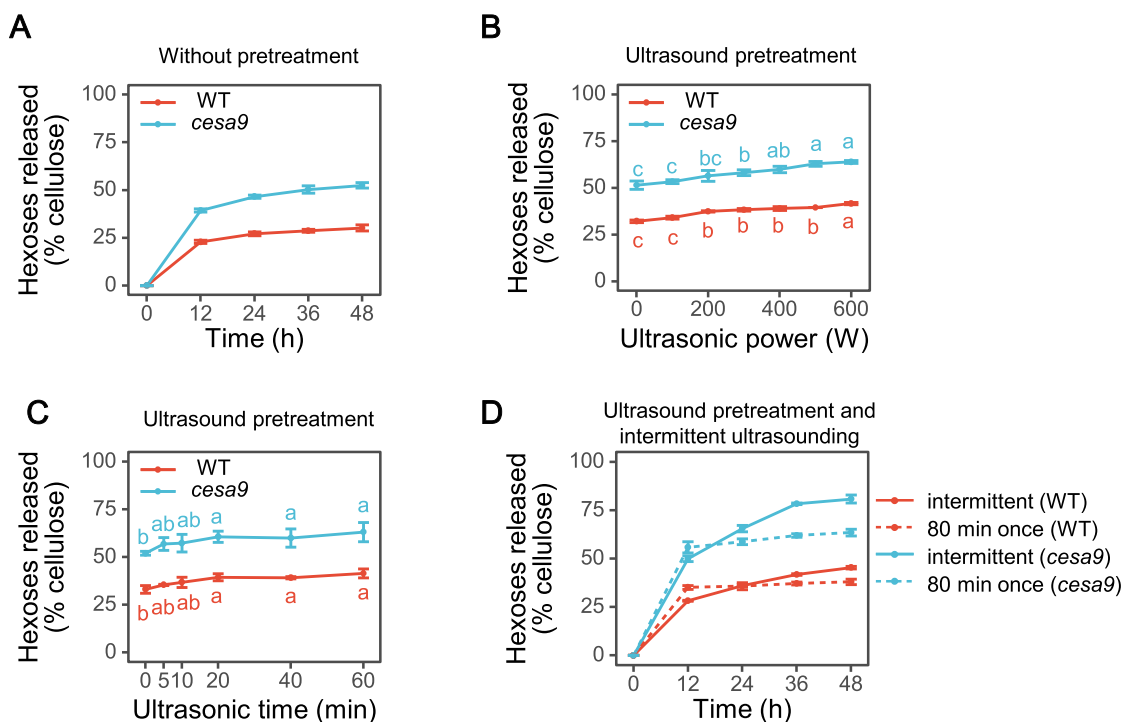 A
Without pretreatment
Hexoses released
(% cellulose)
100
75
50
25
0
WT
cesa9
0 12 24 36 48
Time (h)
B
Ultrasound pretreatment
Hexoses released
(% cellulose)
100
75
50
25
0
WT
cesa9
c c bc b ab a a
c c b b b b a
0 200 400 600
Ultrasonic power (W)
C
Ultrasound pretreatment
Hexoses released
(% cellulose)
100
75
50
25
0
WT
cesa9
b ab ab a a a
b ab ab a a a
0 5 10 20 40 60
Ultrasonic time (min)
D
Ultrasound pretreatment and
intermittent ultrasounding
Hexoses released
(% cellulose)
100
75
50
25
0
0 12 24 36 48
Time (h)
intermittent (WT)
80 min once (WT)
intermittent (cesa9)
80 min once (cesa9)